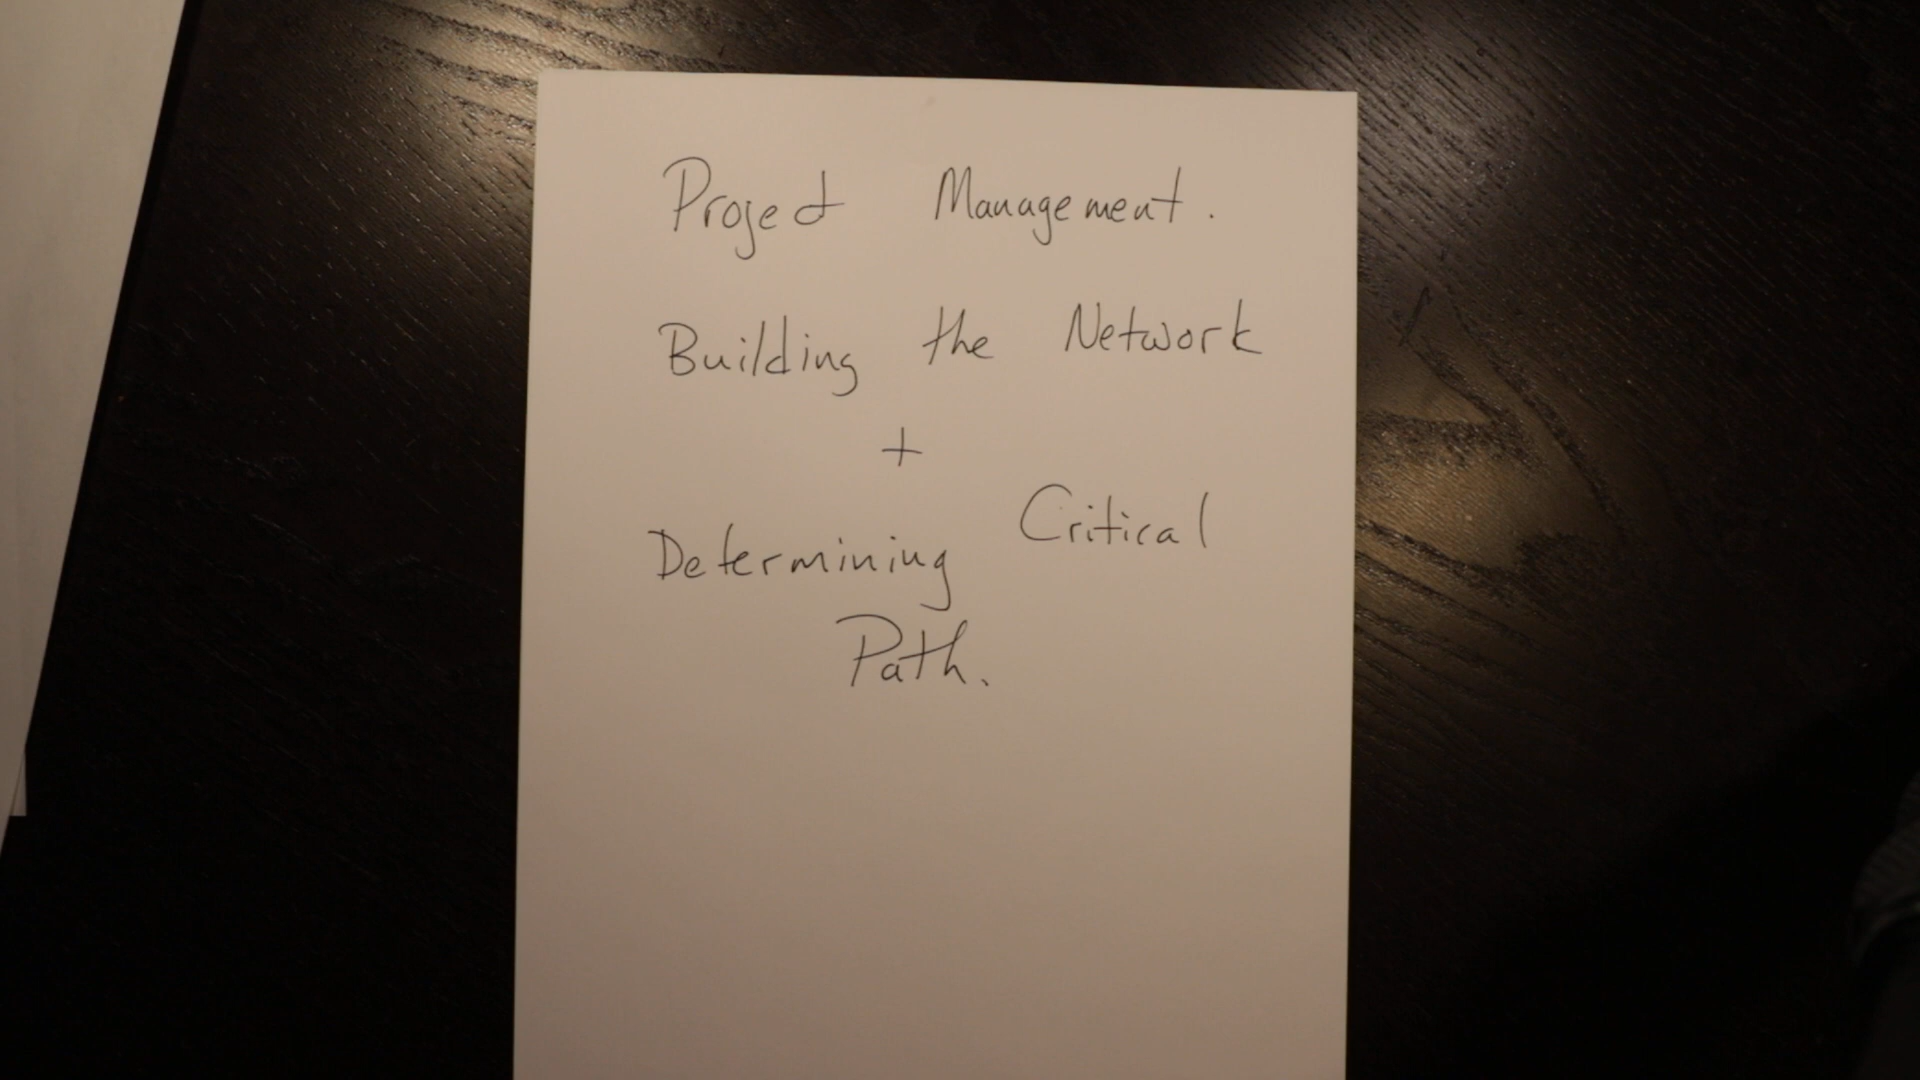 Project Management.
Building the Network
+
Determining Critical
Path.